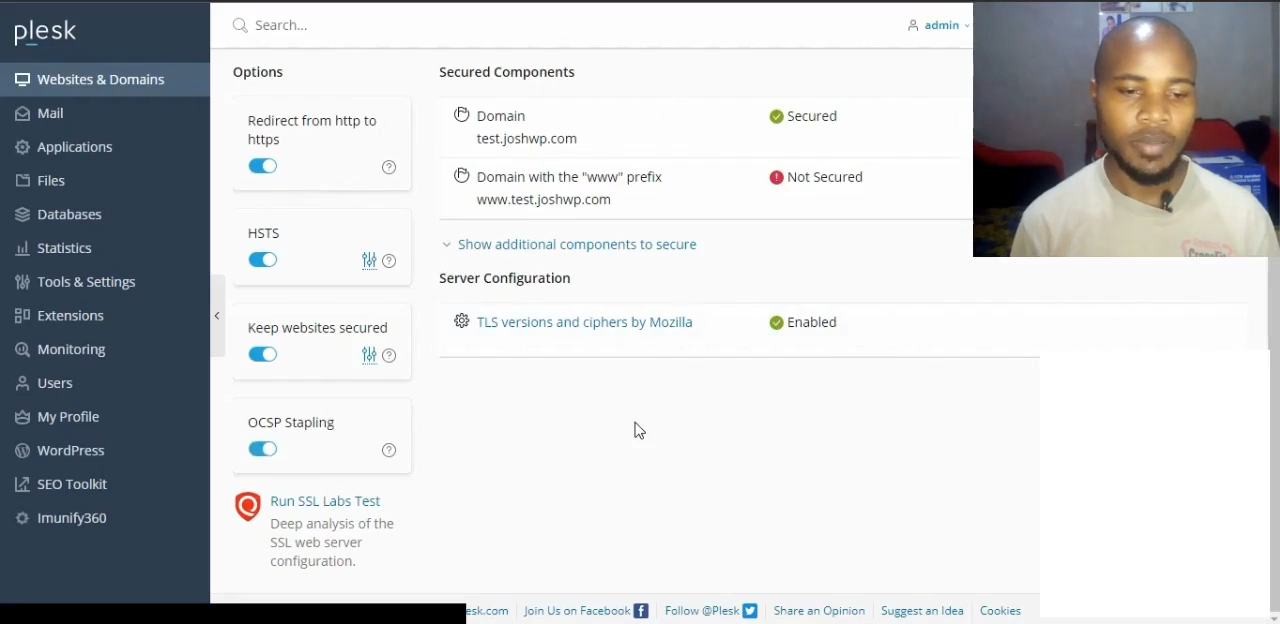 plesk
Search...
admin
Websites & Domains
Mail
Applications
Files
Databases
Statistics
Tools & Settings
Extensions
Monitoring
Users
My Profile
WordPress
SEO Toolkit
Imunify360
Options
Redirect from http to
https
HSTS
Keep websites secured
OCSP Stapling
Run SSL Labs Test
Deep analysis of the
SSL web server
configuration.
Secured Components
Domain
Secured
test.joshwp.com
Domain with the "www" prefix
Not Secured
www.test.joshwp.com
Show additional components to secure
Server Configuration
TLS versions and ciphers by Mozilla
Enabled
esk.com
Join Us on Facebook
Follow @Plesk
Share an Opinion
Suggest an Idea
Cookies